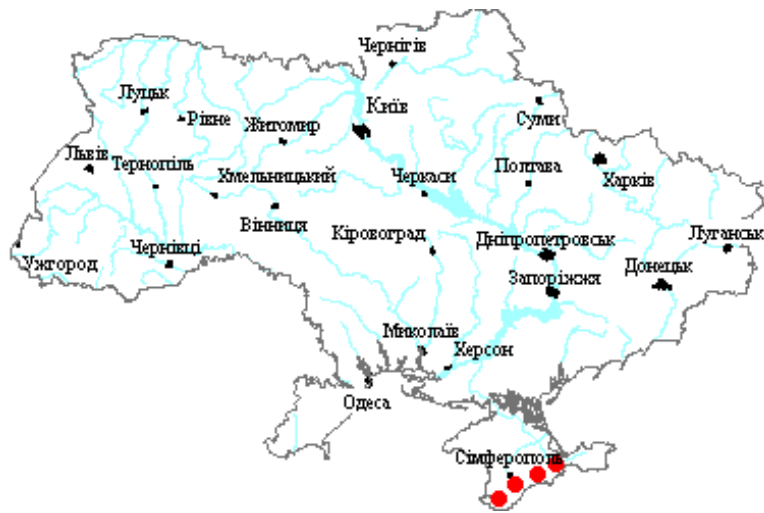 Чернігів
Луцьк
Рівне
Київ
Суми
Житомир
Львів
Тернопіль
Хмельницький
Черкаси
Полтава
Харків
Вінниця
Кіровоград
Дніпропетровськ
Луганськ
Чернівці
Ужгород
Донецьк
Запоріжжя
Миколаїв
Херсон
Одеса
Сімферополь